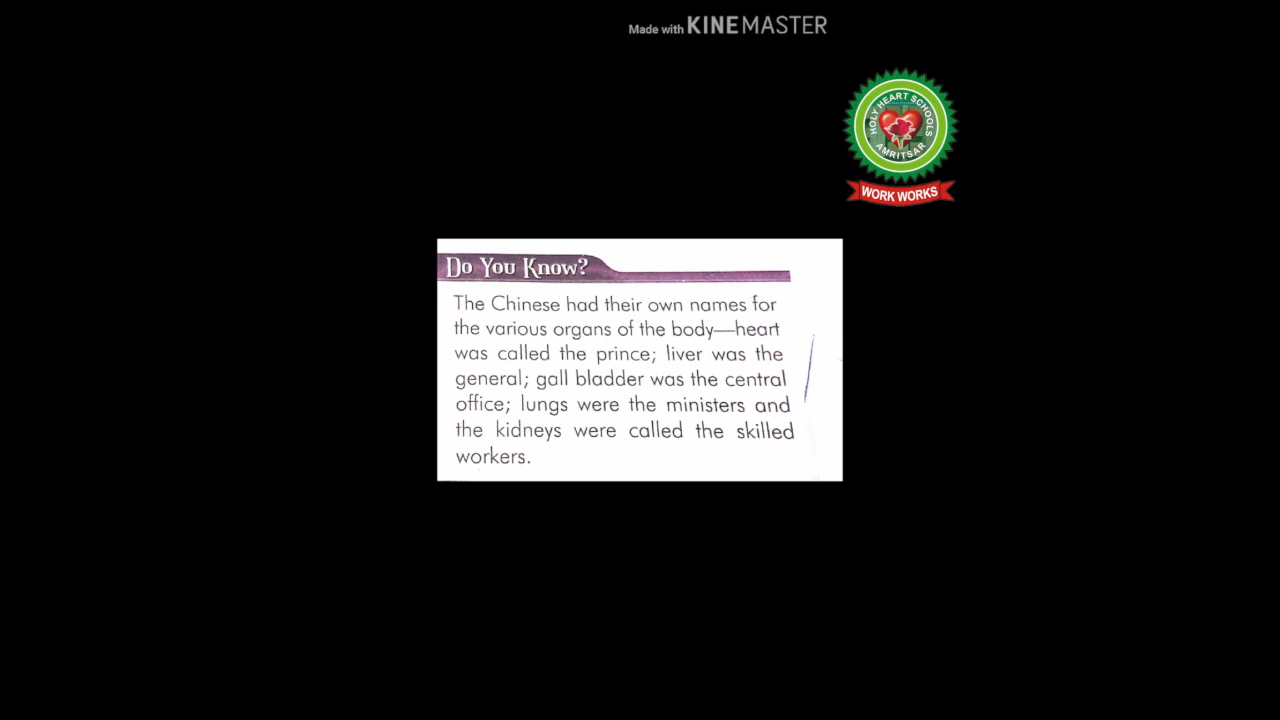 Made with KINEMASTER
HOLY HEART SCHOOLS
AMRITSAR
WORK WORKS
Do You Know?
The Chinese had their own names for
the various organs of the body—heart
was called the prince; liver was the
general; gall bladder was the central
office; lungs were the ministers and
the kidneys were called the skilled
workers.